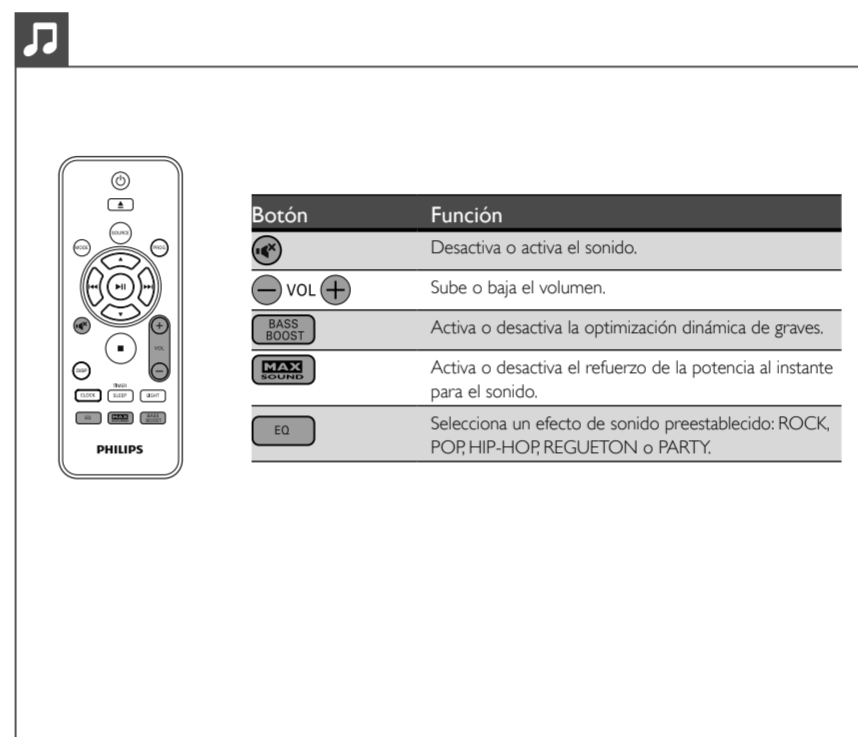 SOURCE
MODE
PROG
VOL
DISP
TIMER
CLOCK
SLEEP
LIGHT
EQ
MAX
SOUND
BASS
BOOST
PHILIPS
Botón Función
Desactiva o activa el sonido.
VOL Sube o baja el volumen.
BASS
BOOST
Activa o desactiva la optimización dinámica de graves.
MAX
SOUND
Activa o desactiva el refuerzo de la potencia al instante
para el sonido.
EQ
Selecciona un efecto de sonido preestablecido: ROCK,
POP, HIP-HOP, REGUETON o PARTY.